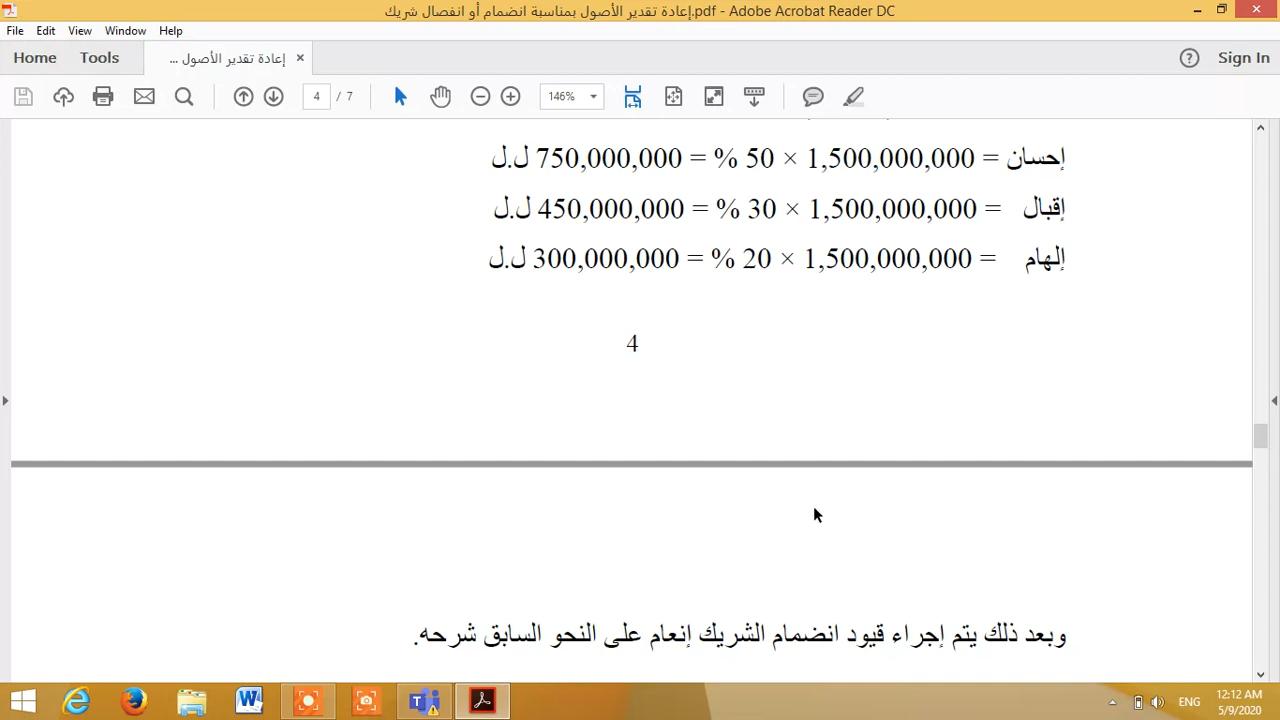 إعادة تقدير الأصول بمناسبة انضمام أو انفصال شريك.pdf - Adobe Acrobat Reader DC
File Edit View Window Help
Home Tools إعادة تقدير الأصول ... × Sign In
4 / 7 146%
إحسان = 1,500,000,000 × 50 % = 750,000,000 ل.ل
إقبال = 1,500,000,000 × 30 % = 450,000,000 ل.ل
إلهام = 1,500,000,000 × 20 % = 300,000,000 ل.ل
4
وبعد ذلك يتم إجراء قيود انضمام الشريك إنعام على النحو السابق شرحه.
ENG 12:12 AM
5/9/2020